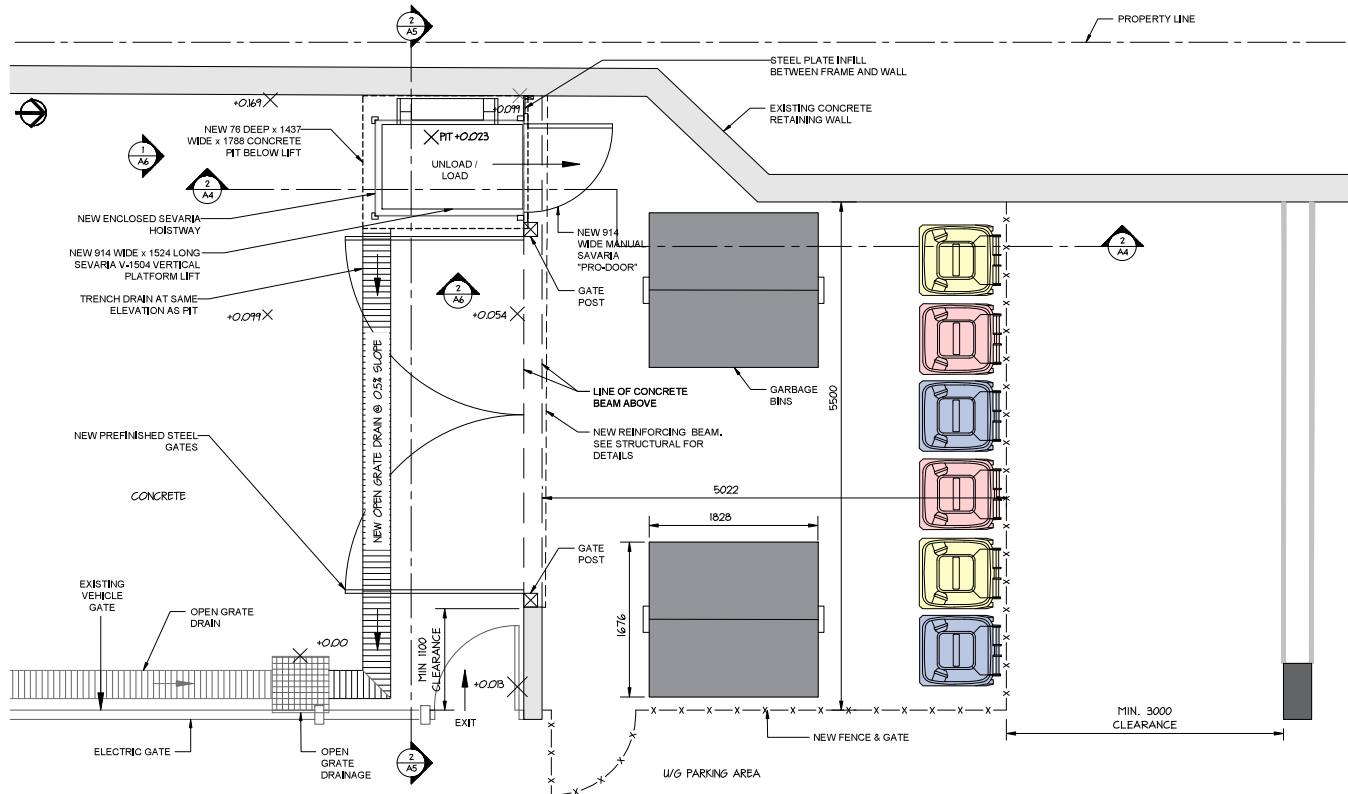 2
A5
PROPERTY LINE
STEEL PLATE INFILL
BETWEEN FRAME AND WALL
+0.169
+0.099
EXISTING CONCRETE
RETAINING WALL
NEW 76 DEEP x 1437
WIDE x 1788 CONCRETE
PIT BELOW LIFT
PIT +0.023
UNLOAD /
LOAD
1
A6
2
A4
NEW ENCLOSED SEVARIA
HOISTWAY
NEW 914 WIDE x 1524 LONG
SEVARIA V-1504 VERTICAL
PLATFORM LIFT
NEW 914
WIDE MANUAL
SAVARIA
"PRO-DOOR"
2
A4
TRENCH DRAIN AT SAME
ELEVATION AS PIT
2
A6
GATE
POST
+0.099
+0.054
NEW OPEN GRATE DRAIN @ 0.5% SLOPE
LINE OF CONCRETE
BEAM ABOVE
GARBAGE
BINS
5500
NEW PREFINISHED STEEL
GATES
NEW REINFORCING BEAM.
SEE STRUCTURAL FOR
DETAILS
CONCRETE
5022
1828
GATE
POST
EXISTING
VEHICLE
GATE
OPEN GRATE
DRAIN
1676
+0.00
MIN 1100
CLEARANCE
+0.013
EXIT
MIN. 3000
CLEARANCE
ELECTRIC GATE
OPEN
GRATE
DRAINAGE
2
A5
NEW FENCE & GATE
U/G PARKING AREA